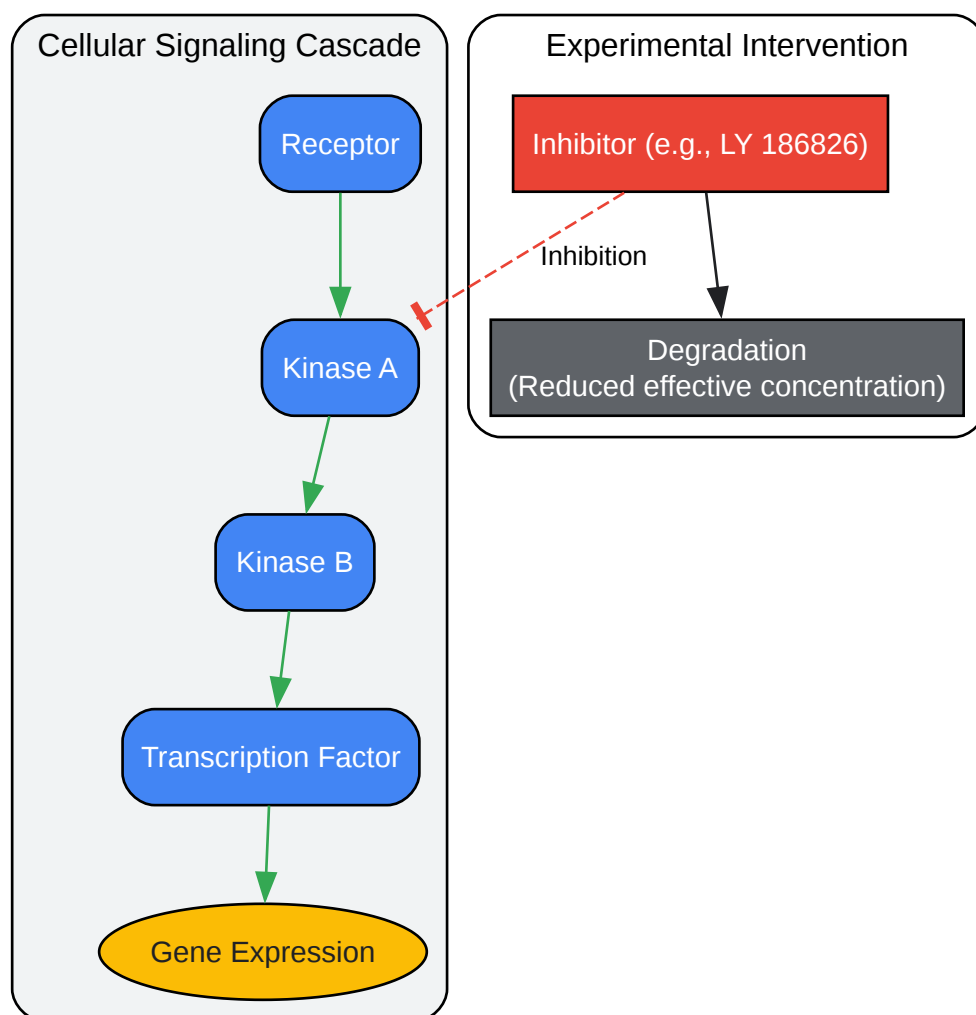 Cellular Signaling Cascade
Receptor
Kinase A
Kinase B
Transcription Factor
Gene Expression
Experimental Intervention
Inhibitor (e.g., LY 186826)
Inhibition
Degradation
(Reduced effective concentration)